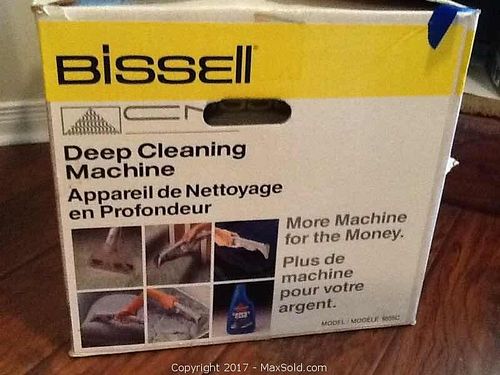 Bissell
Deep Cleaning
Machine
Appareil de Nettoyage
en Profondeur
More Machine
for the Money.
Plus de
machine
pour votre
argent.
MODEL / MODÈLE
Copyright 2017 - MaxSold.com